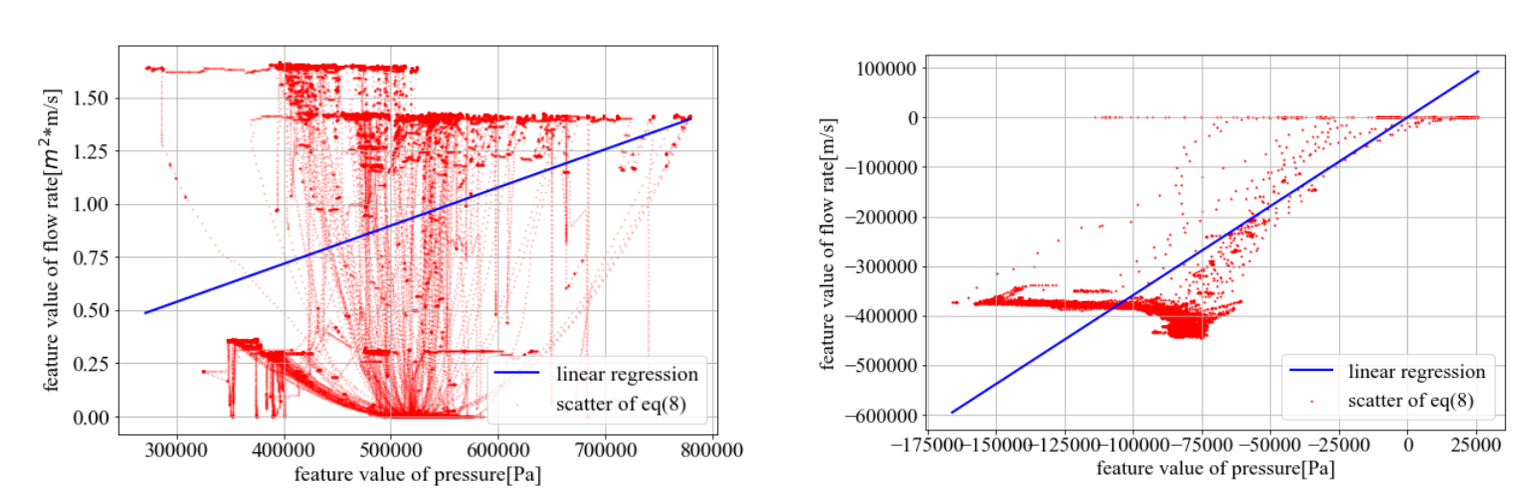 1.50
1.25
1.00
0.75
0.50
0.25
0.00
feature value of flow rate[m²*m/s]
linear regression
scatter of eq(8)
300000 400000 500000 600000 700000 800000
feature value of pressure[Pa]
100000
0
−100000
−200000
−300000
−400000
−500000
−600000
feature value of flow rate[m/s]
linear regression
scatter of eq(8)
−175000−150000−125000−100000 −75000 −50000 −25000 0 25000
feature value of pressure[Pa]